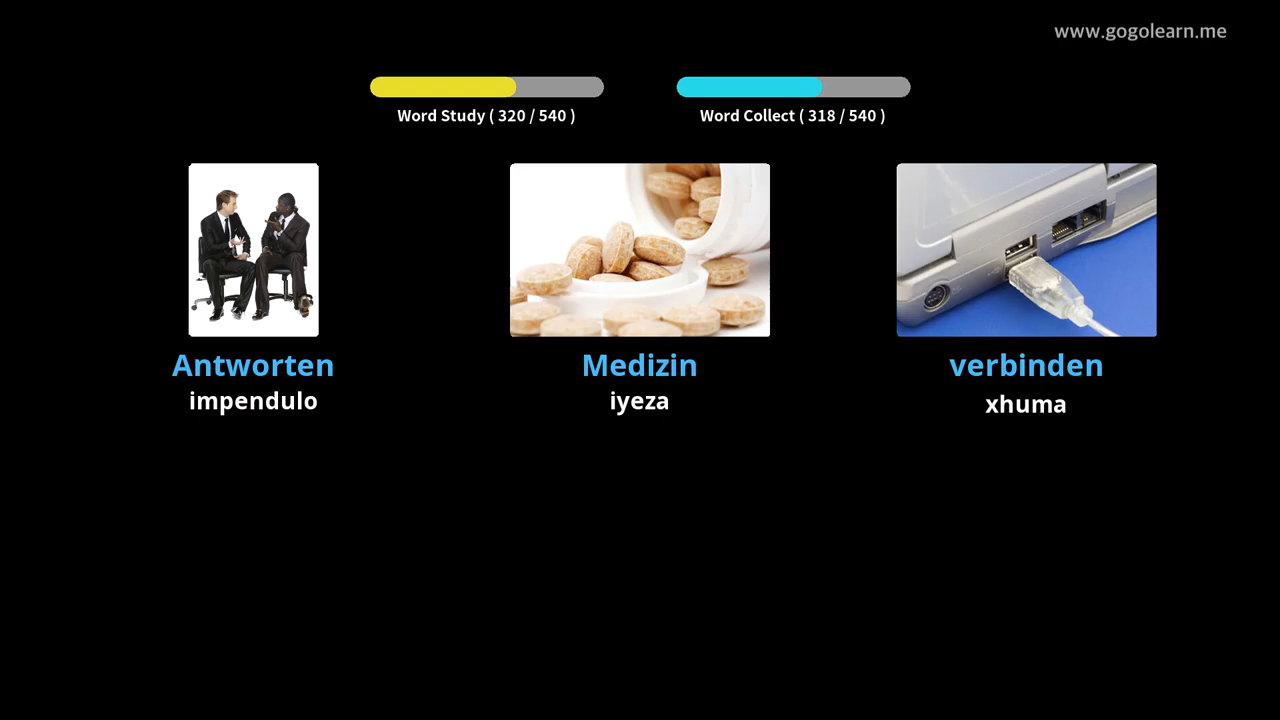 www.gogolearn.me
Word Study ( 320 / 540 )
Word Collect ( 318 / 540 )
Antworten
impendulo
Medizin
iyeza
verbinden
xhuma